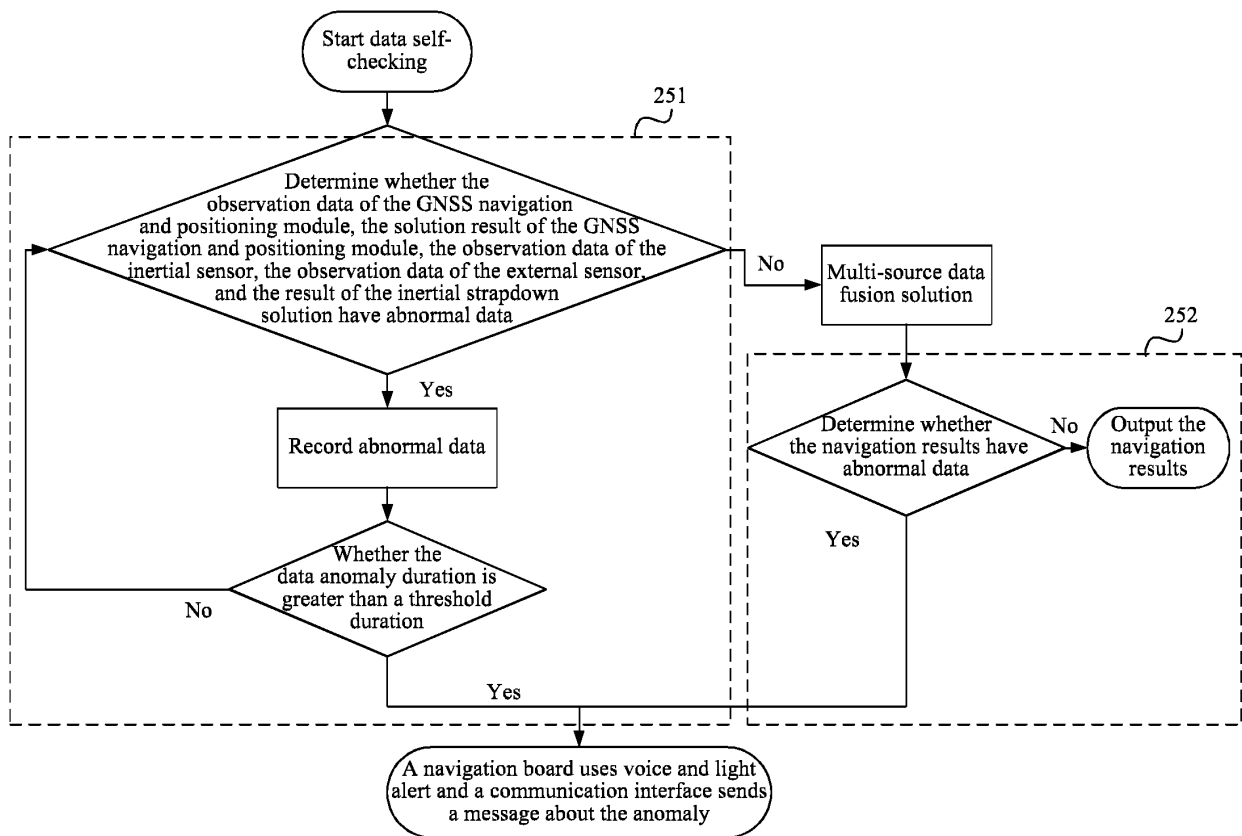 Start data self-
checking
251
Determine whether the
observation data of the GNSS navigation
and positioning module, the solution result of the GNSS
navigation and positioning module, the observation data of the
inertial sensor, the observation data of the external sensor,
and the result of the inertial strapdown
solution have abnormal data
No
Multi-source data
fusion solution
252
Yes
Record abnormal data
Determine whether
the navigation results have
abnormal data
No
Output the
navigation
results
Yes
Whether the
data anomaly duration is
greater than a threshold
duration
No
Yes
A navigation board uses voice and light
alert and a communication interface sends
a message about the anomaly